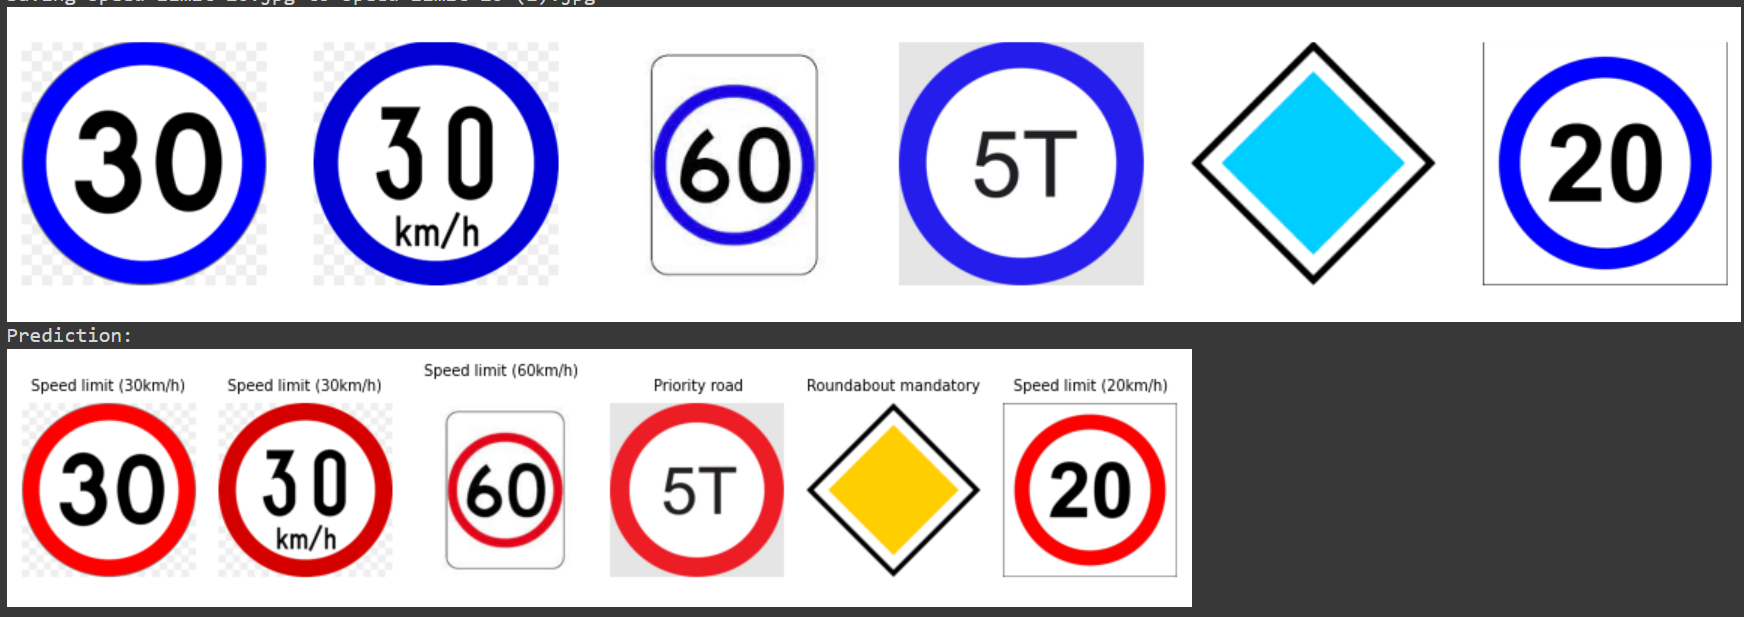 30 30 60 5T 20
km/h
Prediction:
Speed limit (60km/h)
Speed limit (30km/h) Speed limit (30km/h) Priority road Roundabout mandatory Speed limit (20km/h)
30 30 60 5T 20
km/h